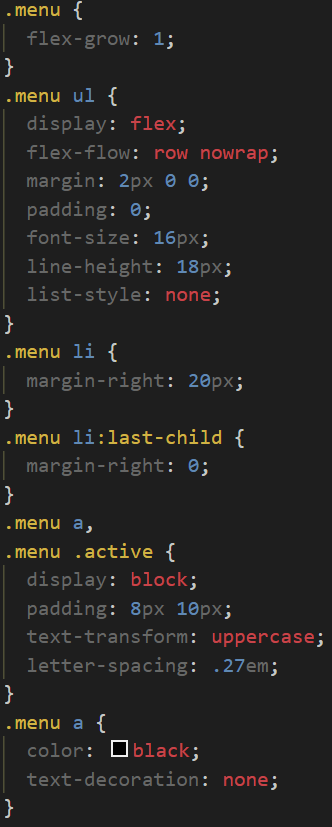 .menu {
  flex-grow: 1;
}
.menu ul {
  display: flex;
  flex-flow: row nowrap;
  margin: 2px 0 0;
  padding: 0;
  font-size: 16px;
  line-height: 18px;
  list-style: none;
}
.menu li {
  margin-right: 20px;
}
.menu li:last-child {
  margin-right: 0;
}
.menu a,
.menu .active {
  display: block;
  padding: 8px 10px;
  text-transform: uppercase;
  letter-spacing: .27em;
}
.menu a {
  color: black;
  text-decoration: none;
}